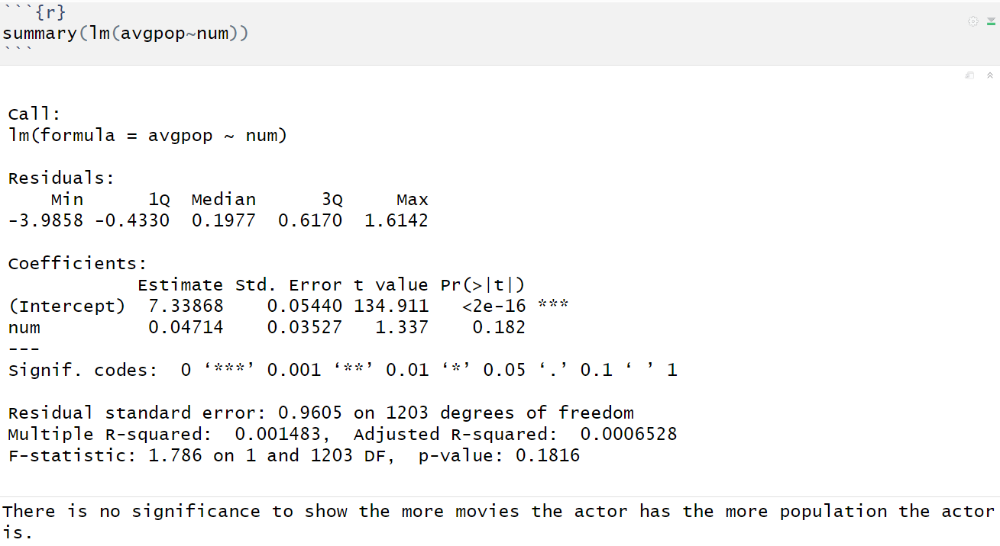 ```{r}
summary(lm(avgpop~num))
```
Call:
lm(formula = avgpop ~ num)
Residuals:
    Min      1Q  Median      3Q     Max
-3.9858 -0.4330  0.1977  0.6170  1.6142
Coefficients:
            Estimate Std. Error t value Pr(>|t|)
(Intercept)  7.33868    0.05440 134.911   <2e-16 ***
num          0.04714    0.03527   1.337    0.182
---
Signif. codes:  0 ‘***’ 0.001 ‘**’ 0.01 ‘*’ 0.05 ‘.’ 0.1 ‘ ’ 1
Residual standard error: 0.9605 on 1203 degrees of freedom
Multiple R-squared:  0.001483,  Adjusted R-squared:  0.0006528
F-statistic: 1.786 on 1 and 1203 DF,  p-value: 0.1816
There is no significance to show the more movies the actor has the more population the actor
is.